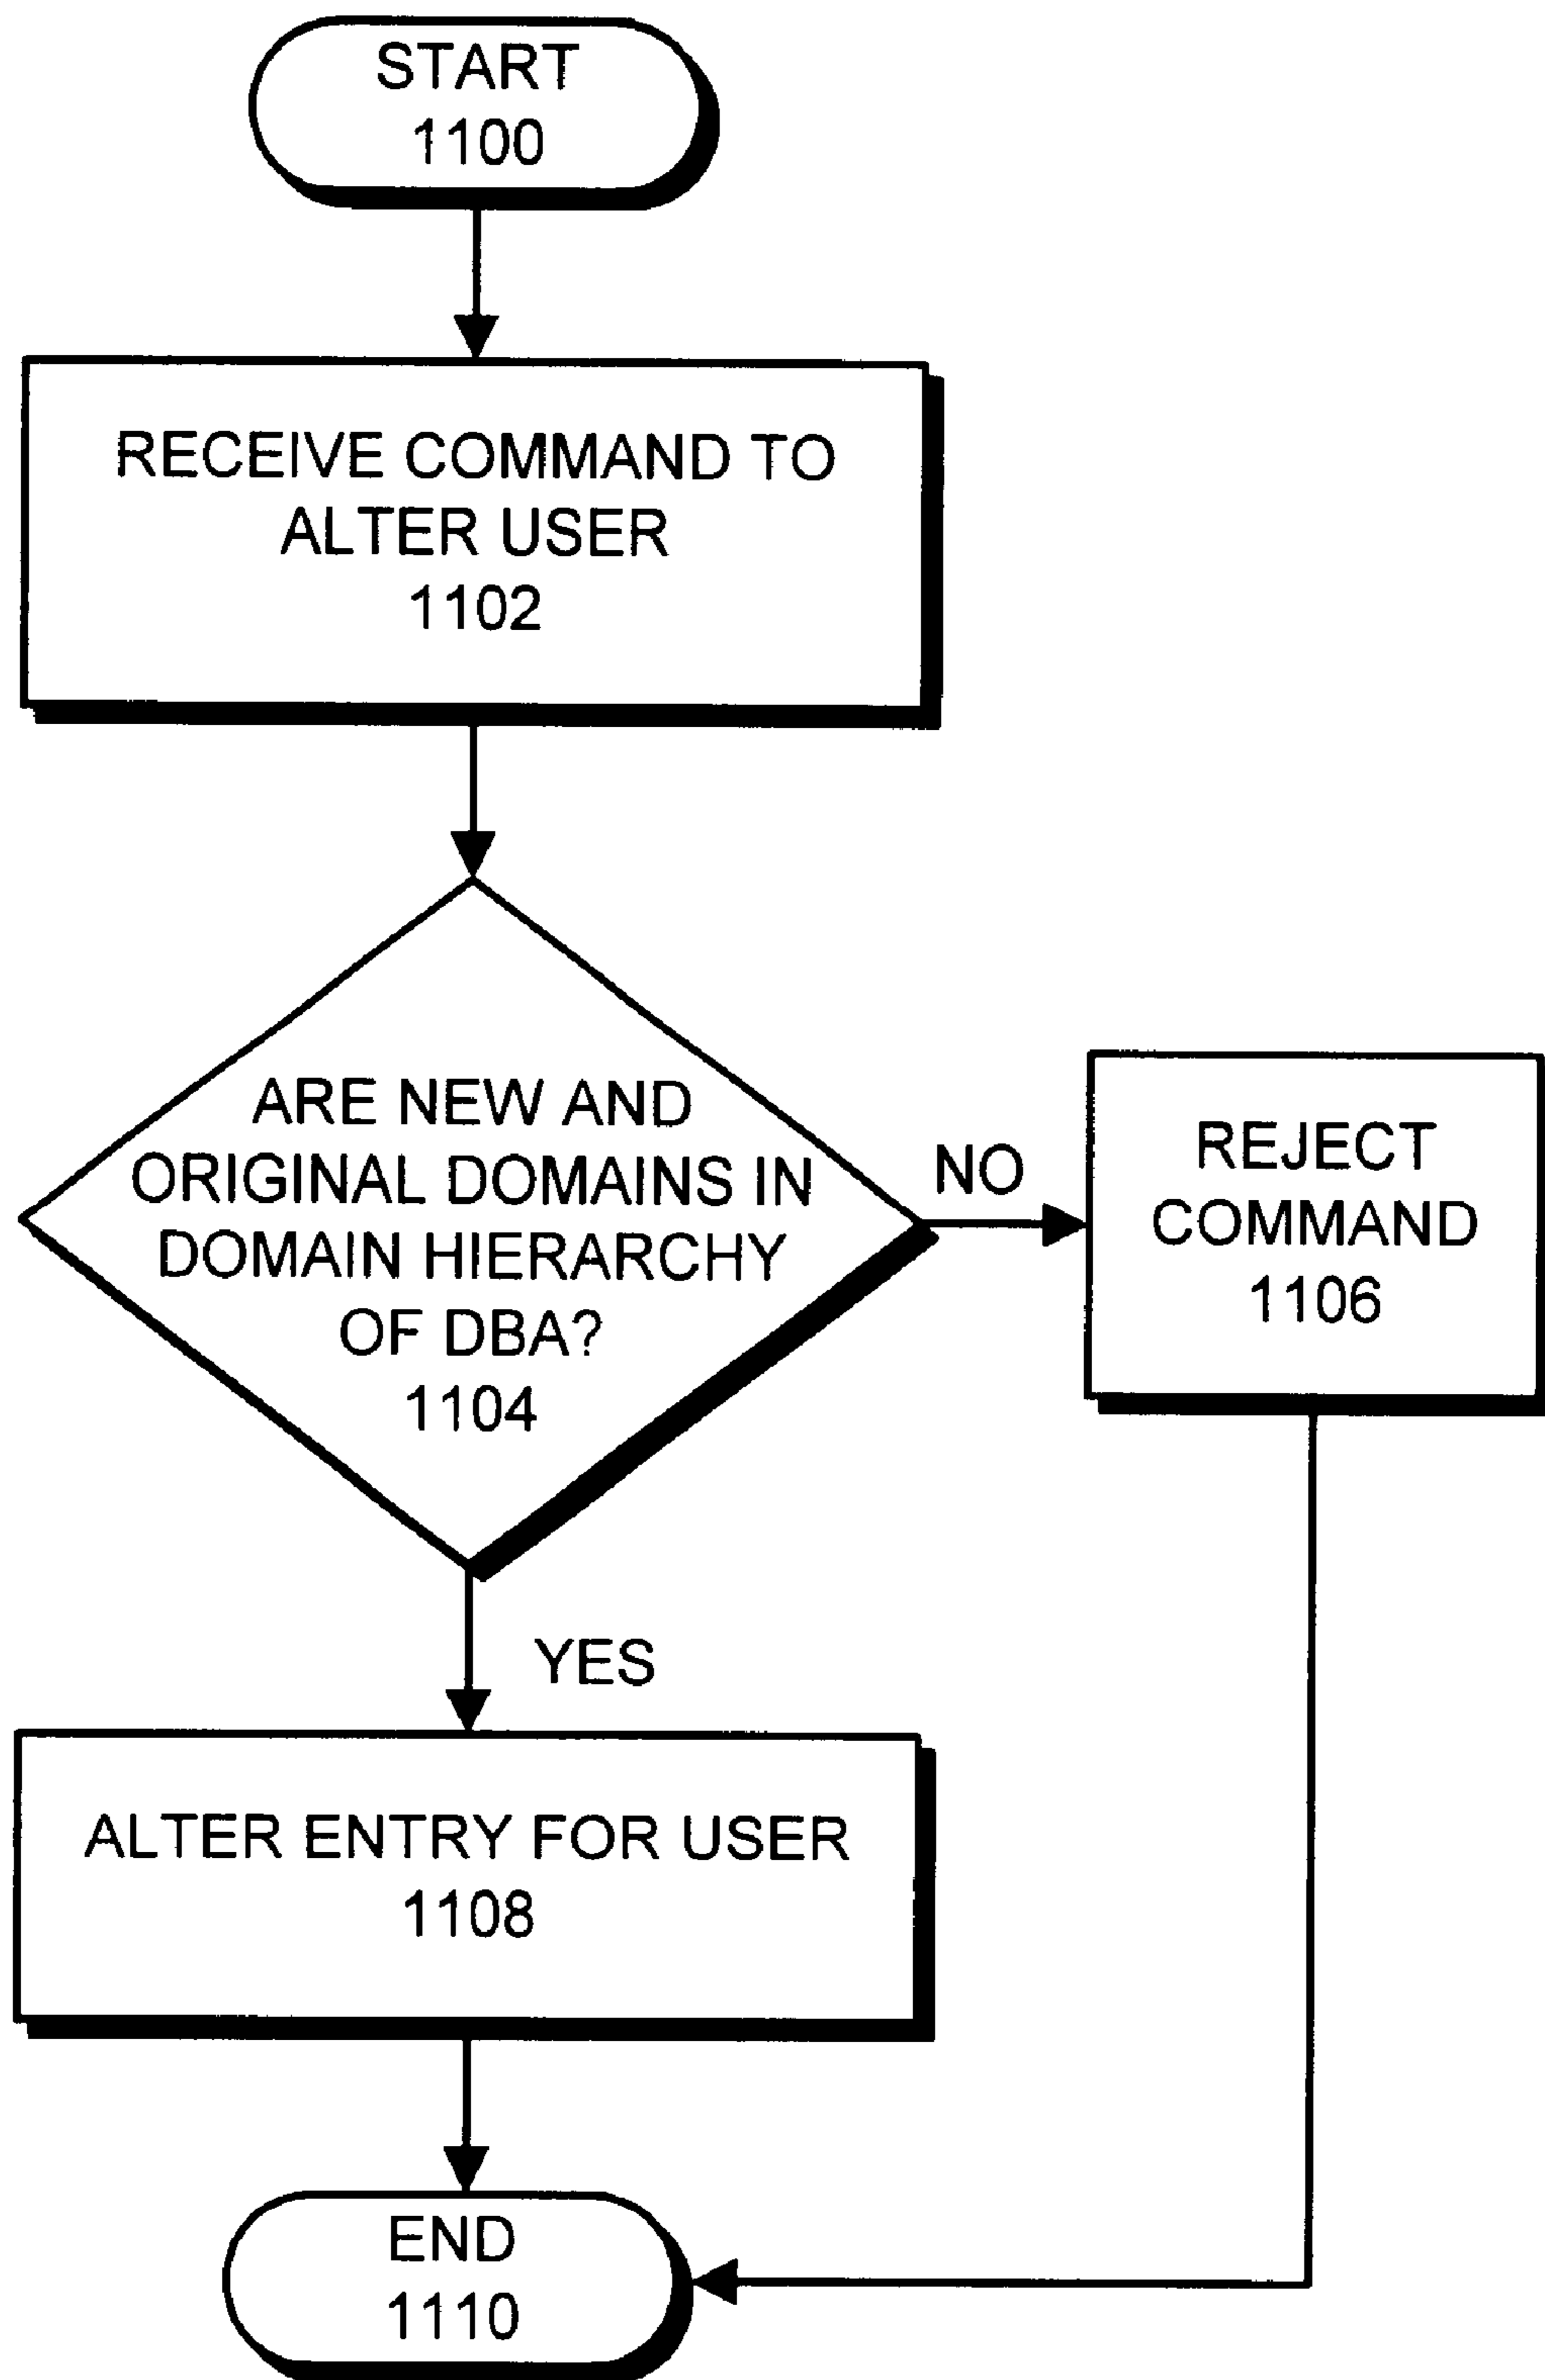 START
1100
RECEIVE COMMAND TO
ALTER USER
1102
ARE NEW AND
ORIGINAL DOMAINS IN
DOMAIN HIERARCHY
OF DBA?
1104
NO
REJECT
COMMAND
1106
YES
ALTER ENTRY FOR USER
1108
END
1110